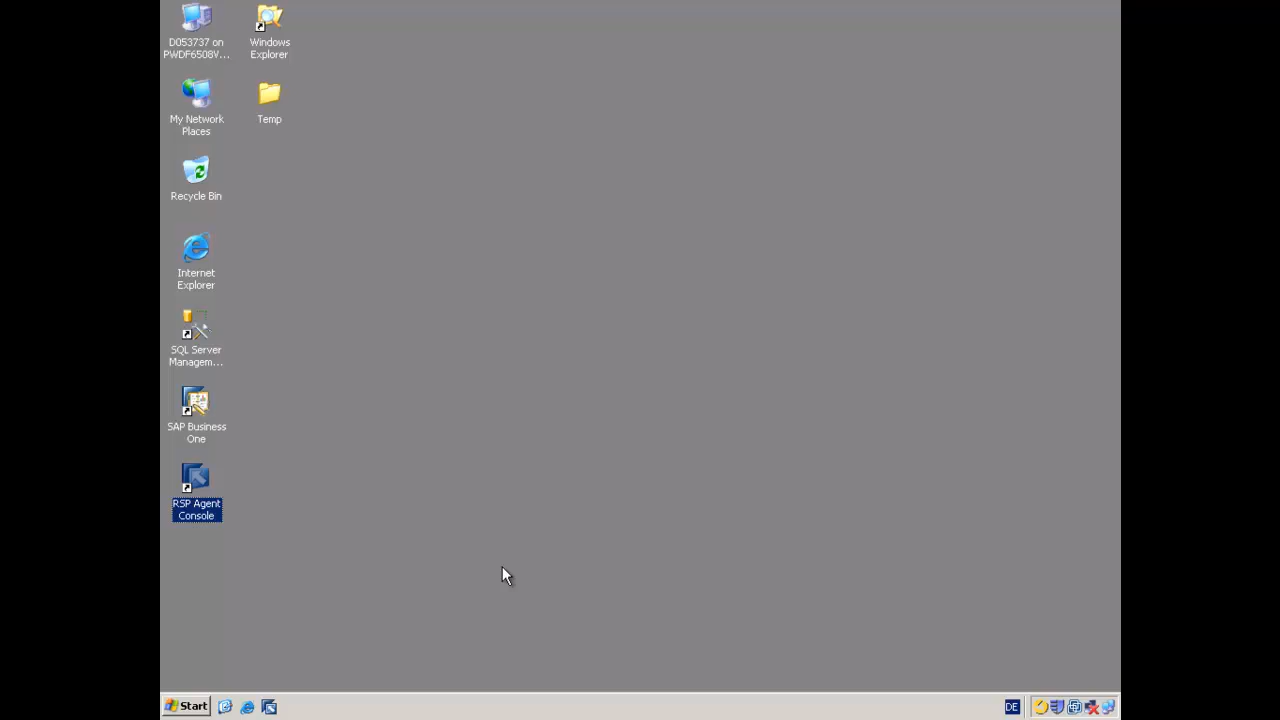 D053737 on
PWDF6508V...
Windows
Explorer
My Network
Places
Temp
Recycle Bin
Internet
Explorer
SQL Server
Managem...
SAP Business
One
RSP Agent
Console
Start
DE